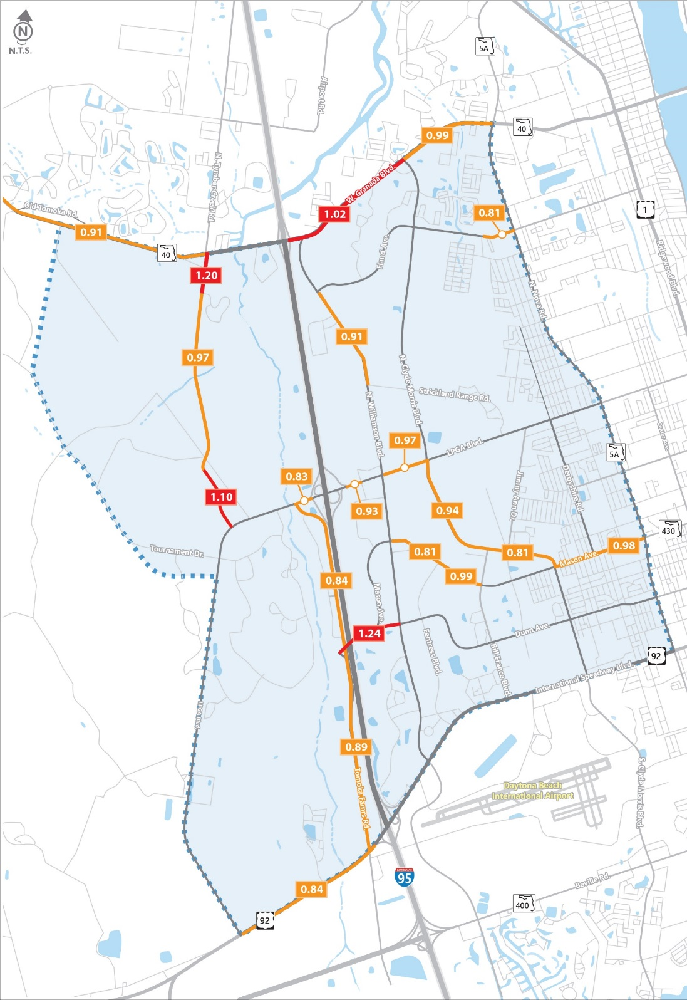 N
N.T.S.
5A
Airport Rd.
40
0.99
N. Tymber Creek Rd.
W. Granada Blvd.
1
Old Tomoka Rd.
1.02
0.81
0.91
40
Hand Ave.
Ridgewood Blvd.
1.20
N. Nova Rd.
0.91
0.97
N. Clyde Morris Blvd.
Strickland Range Rd.
N. Williamson Blvd.
Center Ave.
0.97
LPGA Blvd.
5A
0.83
Derbyshire Rd.
Jimmy Ann Dr.
1.10
0.93
0.94
430
Tournament Dr.
0.81
0.81
0.98
Mason Ave.
0.99
0.84
Mason Ave.
1.24
Dunn Ave.
Fentress Blvd.
Bill France Blvd.
92
International Speedway Blvd.
LPGA Blvd.
0.89
Tomoka Famrs Rd.
S. Clyde Morris Blvd.
Daytona Beach
International Airport
INTERSTATE
95
Beville Rd.
0.84
400
92